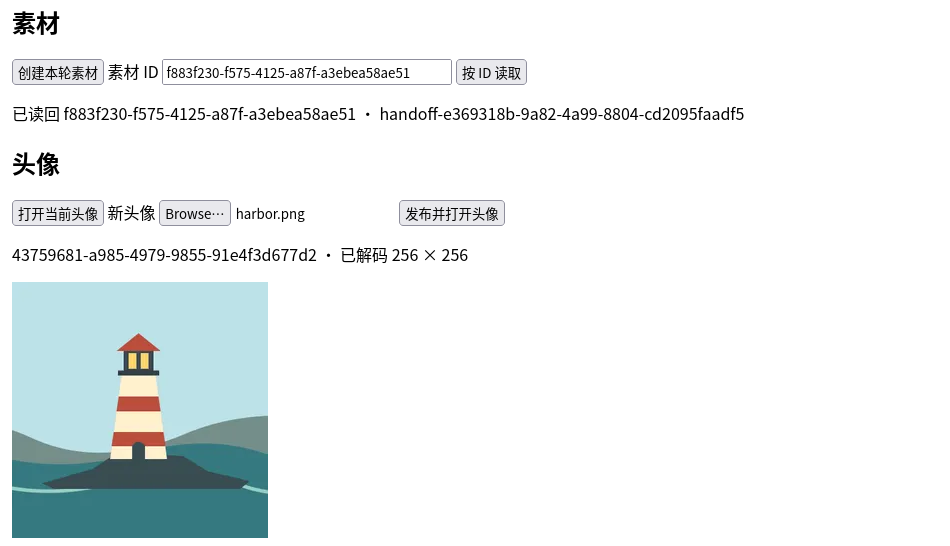 素材
创建本轮素材 素材 ID f883f230-f575-4125-a87f-a3ebea58ae51 按 ID 读取
已读回 f883f230-f575-4125-a87f-a3ebea58ae51 · handoff-e369318b-9a82-4a99-8804-cd2095faadf5
头像
打开当前头像 新头像 Browse… harbor.png 发布并打开头像
43759681-a985-4979-9855-91e4f3d677d2 · 已解码 256 × 256